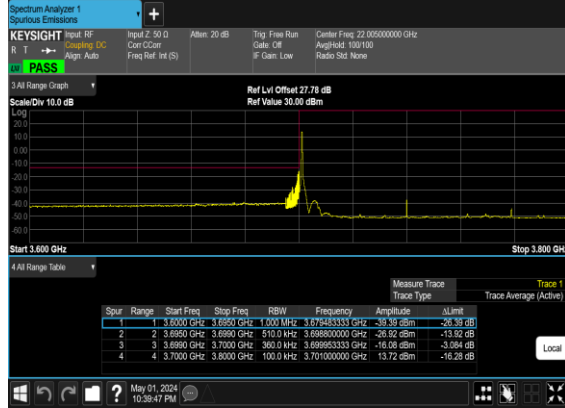 Spectrum Analyzer 1
Spurious Emissions
KEYSIGHT Input: RF Input Z: 50 Ω Atten: 20 dB Trig: Free Run Center Freq: 22.005000000 GHz
R T Coupling: DC Corr CCorr Gate: Off Avg|Hold: 100/100
Align: Auto Freq Ref: Int (S) IF Gain: Low Radio Std: None
PASS
3 All Range Graph
Ref Lvl Offset 27.78 dB
Scale/Div 10.0 dB Ref Value 30.00 dBm
Log
20.0
10.0
0.00
-10.0
-20.0
-30.0
-40.0
-50.0
-60.0
Start 3.600 GHz Stop 3.800 GH
4 All Range Table
Measure Trace Trace 1
Trace Type Trace Average (Active)
Spur Range Start Freq Stop Freq RBW Frequency Amplitude ΔLimit
1 1 3.6000 GHz 3.6950 GHz 1.000 MHz 3.679483333 GHz -39.39 dBm -26.39 dB
2 2 3.6950 GHz 3.6990 GHz 510.0 kHz 3.698800000 GHz -26.92 dBm -13.92 dB
3 3 3.6990 GHz 3.7000 GHz 360.0 kHz 3.699953333 GHz -16.08 dBm -3.084 dB
4 4 3.7000 GHz 3.8000 GHz 100.0 kHz 3.701000000 GHz 13.72 dBm -16.28 dB
Local
May 01, 2024
10:39:47 PM